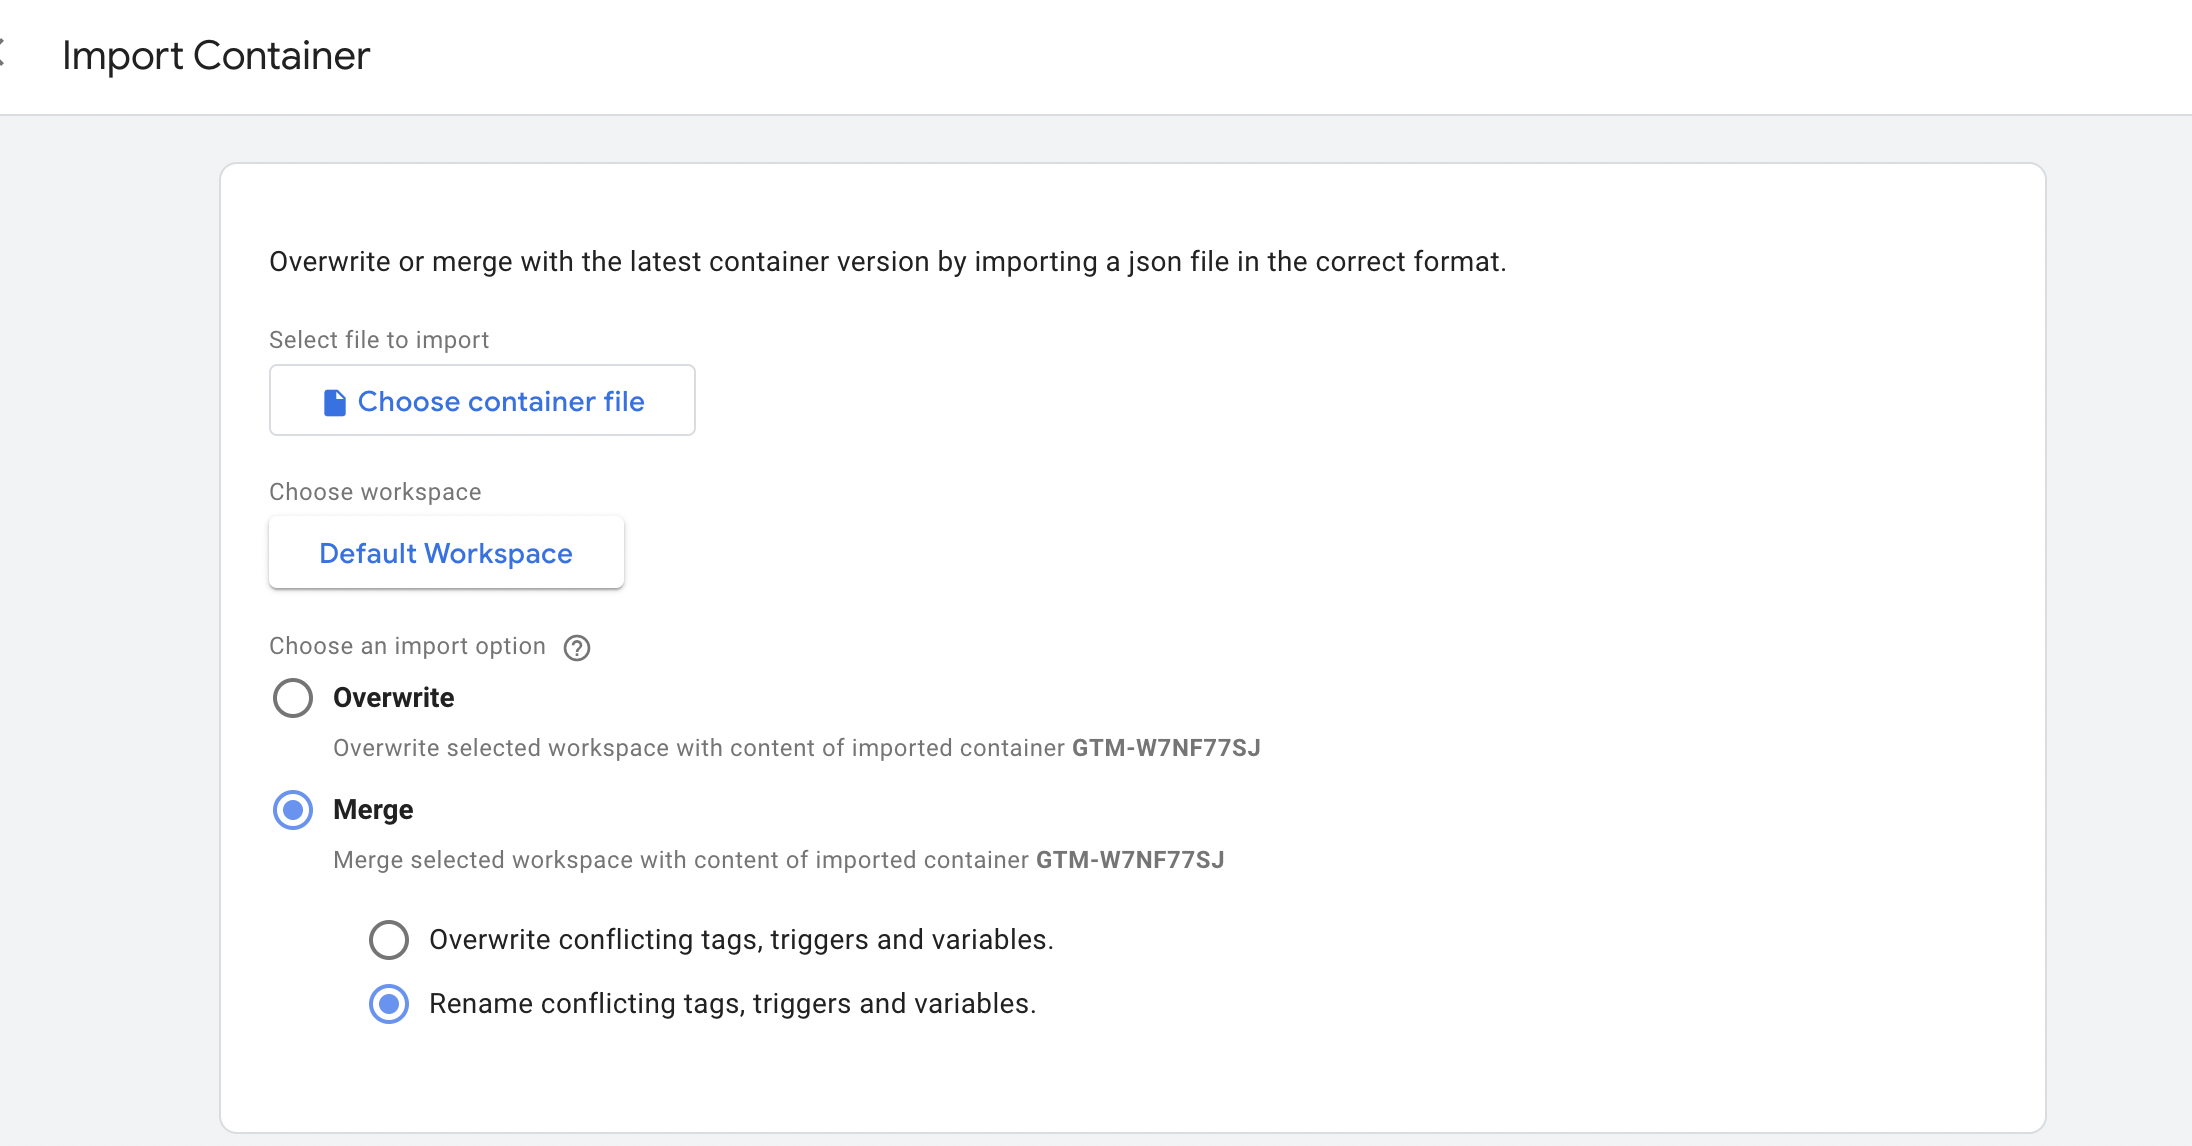 Import Container
Overwrite or merge with the latest container version by importing a json file in the correct format.
Select file to import
Choose container file
Choose workspace
Default Workspace
Choose an import option
Overwrite
Overwrite selected workspace with content of imported container GTM-W7NF77SJ
Merge
Merge selected workspace with content of imported container GTM-W7NF77SJ
Overwrite conflicting tags, triggers and variables.
Rename conflicting tags, triggers and variables.